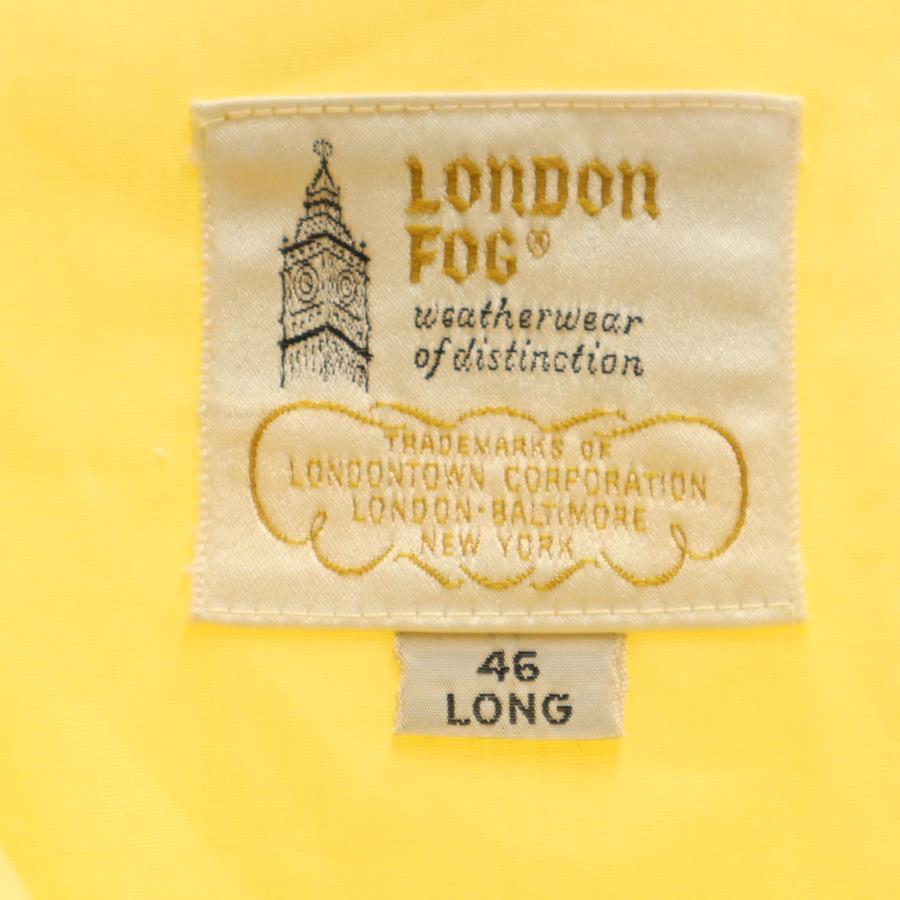 LONDON
FOG®
weatherwear
of distinction
TRADEMARKS OF
LONDONTOWN CORPORATION
LONDON·BALTIMORE
NEW YORK
46
LONG